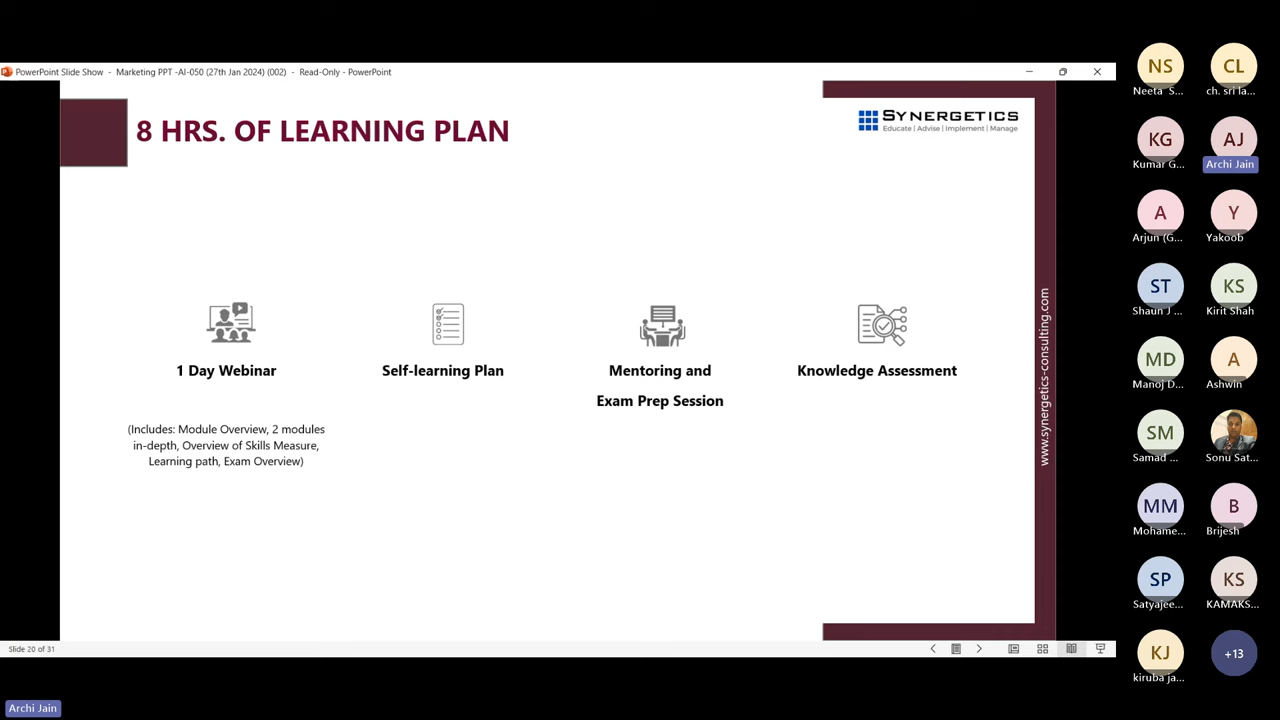 PowerPoint Slide Show - Marketing PPT -AI-050 (27th Jan 2024) (002) - Read-Only - PowerPoint
8 HRS. OF LEARNING PLAN
SYNERGETICS
Educate | Advise | Implement | Manage
1 Day Webinar
(Includes: Module Overview, 2 modules
in-depth, Overview of Skills Measure,
Learning path, Exam Overview)
Self-learning Plan
Mentoring and
Exam Prep Session
Knowledge Assessment
www.synergetics-consulting.com
Slide 20 of 31
NS
Neeta S...
CL
ch. sri la...
KG
Kumar G...
AJ
Archi Jain
A
Arjun (G...
Y
Yakoob
ST
Shaun J ...
KS
Kirit Shah
MD
Manoj D...
A
Ashwin
SM
Samad ...
Sonu Sat...
MM
Mohame...
B
Brijesh
SP
Satyajee...
KS
KAMAKS...
KJ
kiruba ja...
+13
Archi Jain